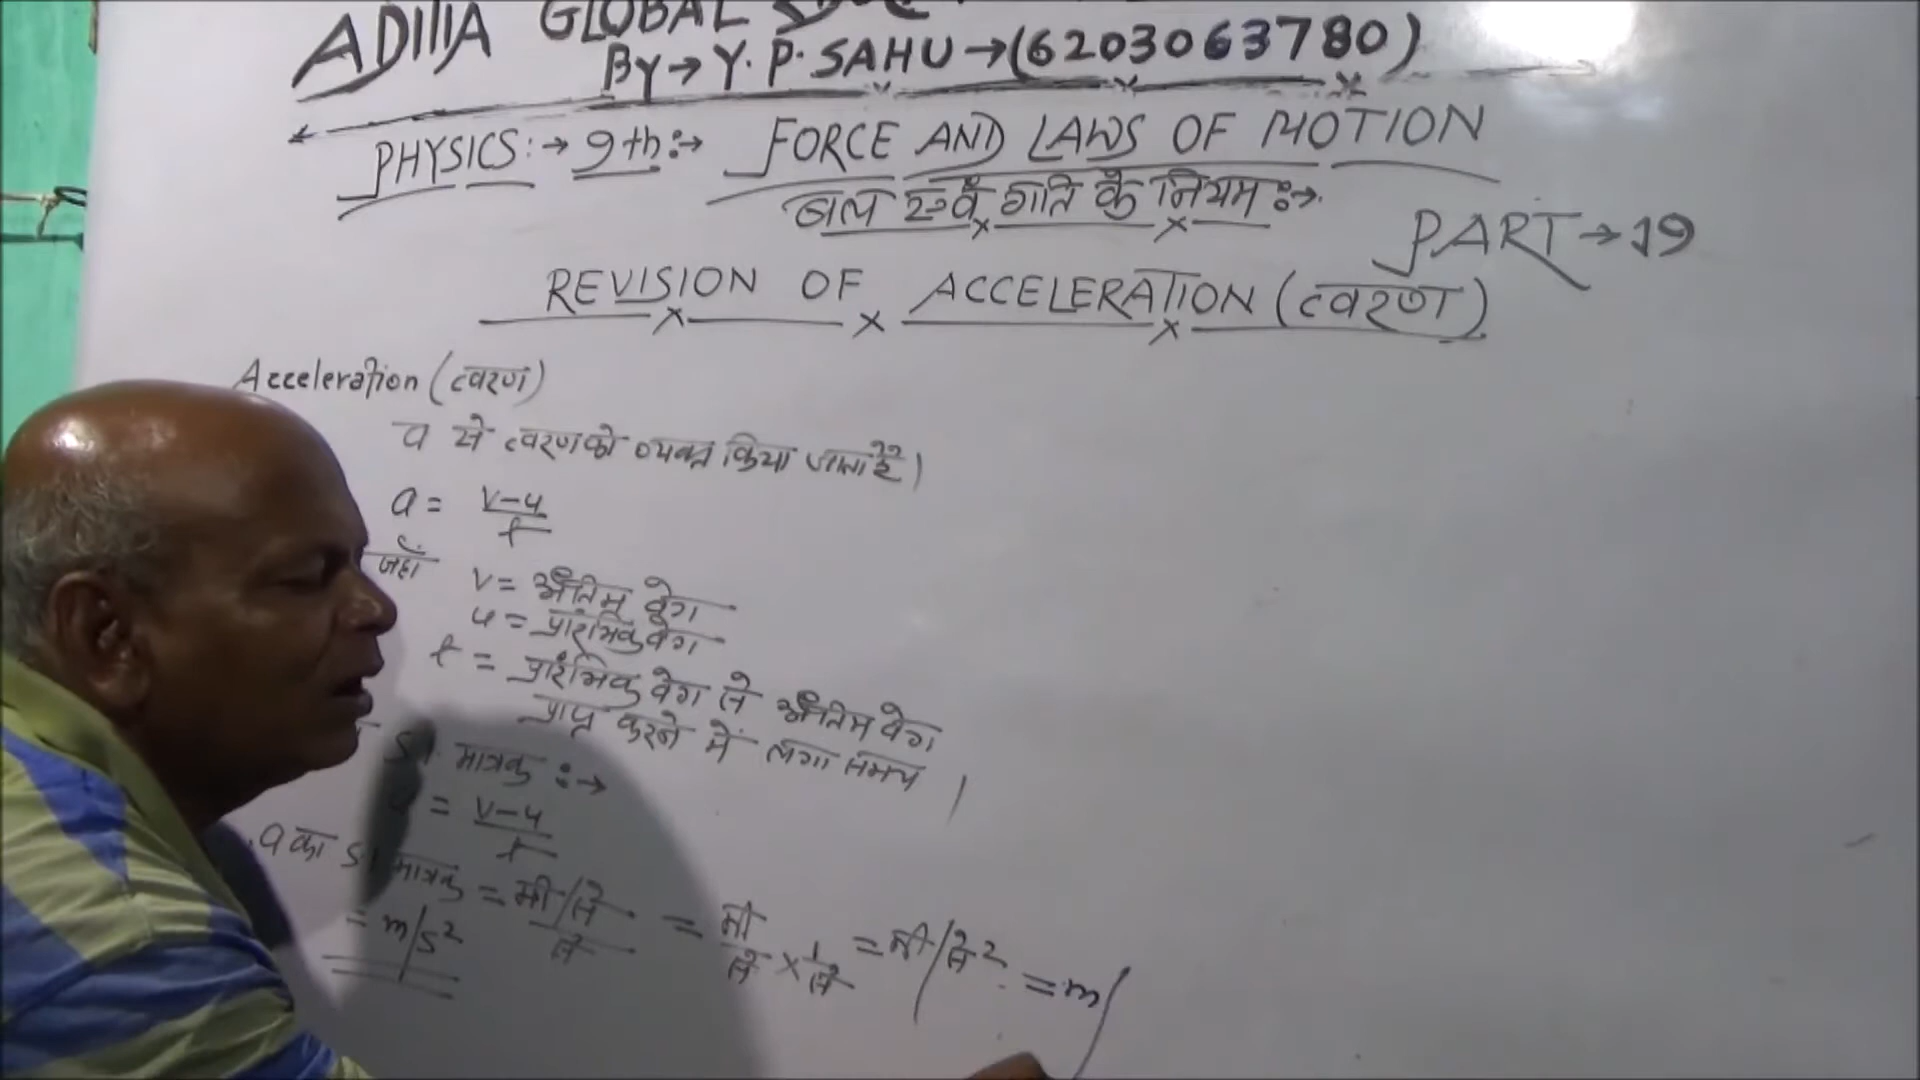 ADITYA GLOBAL
BY→ Y. P. SAHU →(6203063780)
PHYSICS:→ 9th:→ FORCE AND LAWS OF MOTION
बल एवं गति के नियम:→
PART→19
REVISION OF ACCELERATION (त्वरण)
Acceleration (त्वरण)
a से त्वरण को व्यक्त किया जाता है।
a = v-u/t
जहाँ
v = अंतिम वेग
u = प्रारंभिक वेग
t = प्रारंभिक वेग से अंतिम वेग
प्राप्त करने में लगा समय।
S.I. मात्रक:→
= v-u/t
a का S.I. मात्रक = मी/से/से = मी/से × 1/से = मी/से² = m/
= m/s²